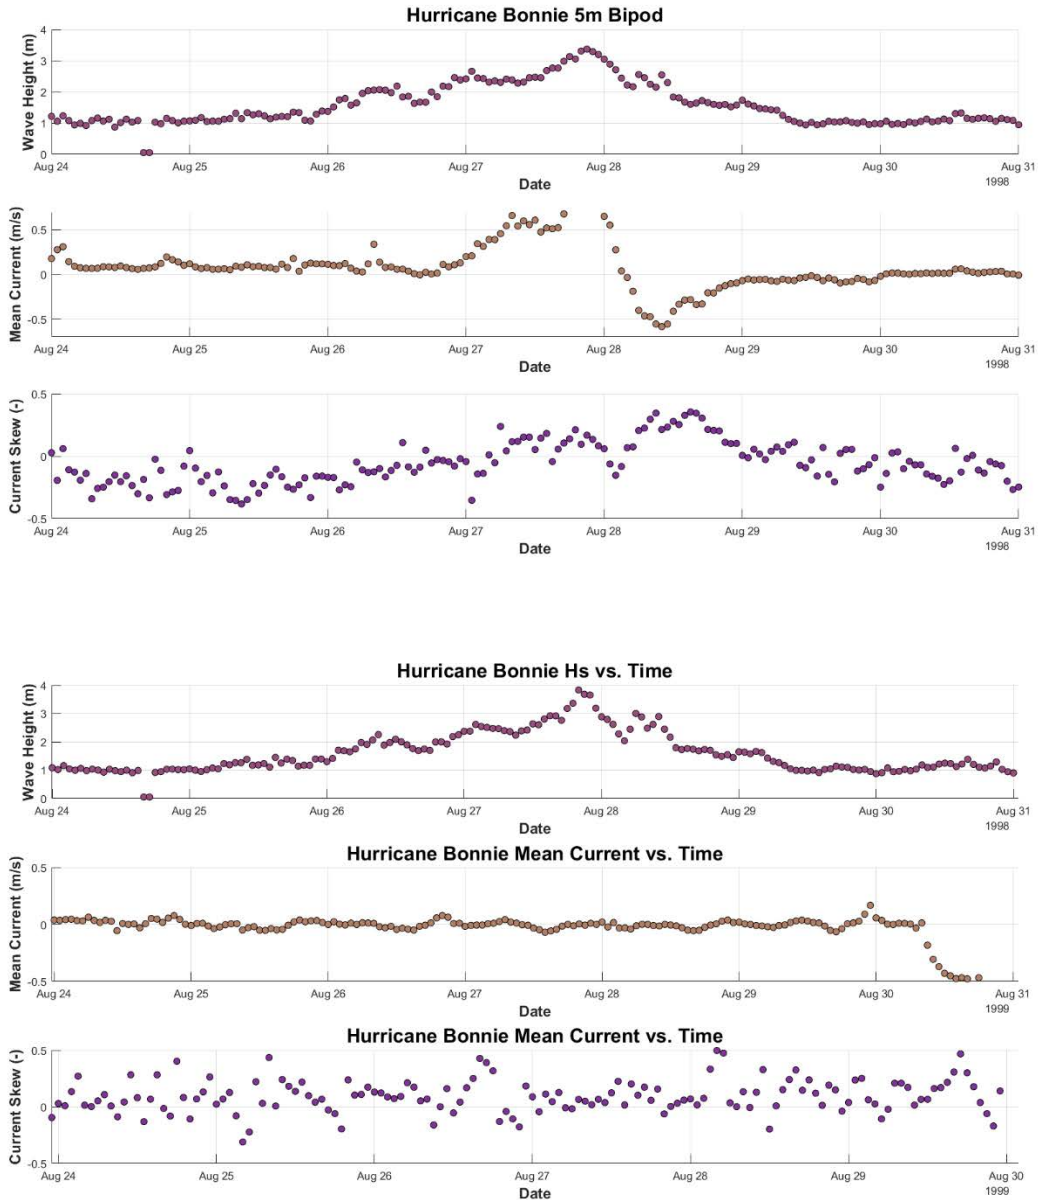 Hurricane Bonnie 5m Bipod
Wave Height (m)
4
3
2
1
0
Aug 24 Aug 25 Aug 26 Aug 27 Aug 28 Aug 29 Aug 30 Aug 31
Date
1998
Mean Current (m/s)
0.5
0
-0.5
Aug 24 Aug 25 Aug 26 Aug 27 Aug 28 Aug 29 Aug 30 Aug 31
Date
1998
Current Skew (-)
0.5
0
-0.5
Aug 24 Aug 25 Aug 26 Aug 27 Aug 28 Aug 29 Aug 30 Aug 31
Date
1998
Hurricane Bonnie Hs vs. Time
Wave Height (m)
4
3
2
1
0
Aug 24 Aug 25 Aug 26 Aug 27 Aug 28 Aug 29 Aug 30 Aug 31
Date
1998
Hurricane Bonnie Mean Current vs. Time
Mean Current (m/s)
0.5
0
-0.5
Aug 24 Aug 25 Aug 26 Aug 27 Aug 28 Aug 29 Aug 30 Aug 31
Date
1999
Hurricane Bonnie Mean Current vs. Time
Current Skew (-)
0.5
0
-0.5
Aug 24 Aug 25 Aug 26 Aug 27 Aug 28 Aug 29 Aug 30
Date
1999